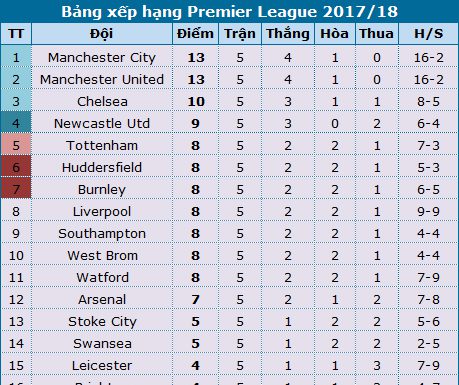 Bảng xếp hạng Premier League 2017/18
TT Đội Điểm Trận Thắng Hòa Thua H/S
1 Manchester City 13 5 4 1 0 16-2
2 Manchester United 13 5 4 1 0 16-2
3 Chelsea 10 5 3 1 1 8-5
4 Newcastle Utd 9 5 3 0 2 6-4
5 Tottenham 8 5 2 2 1 7-3
6 Huddersfield 8 5 2 2 1 5-3
7 Burnley 8 5 2 2 1 6-5
8 Liverpool 8 5 2 2 1 9-9
9 Southampton 8 5 2 2 1 4-4
10 West Brom 8 5 2 2 1 4-4
11 Watford 8 5 2 2 1 7-9
12 Arsenal 7 5 2 1 2 7-8
13 Stoke City 5 5 1 2 2 5-6
14 Swansea 5 5 1 2 2 2-5
15 Leicester 4 5 1 1 3 7-9